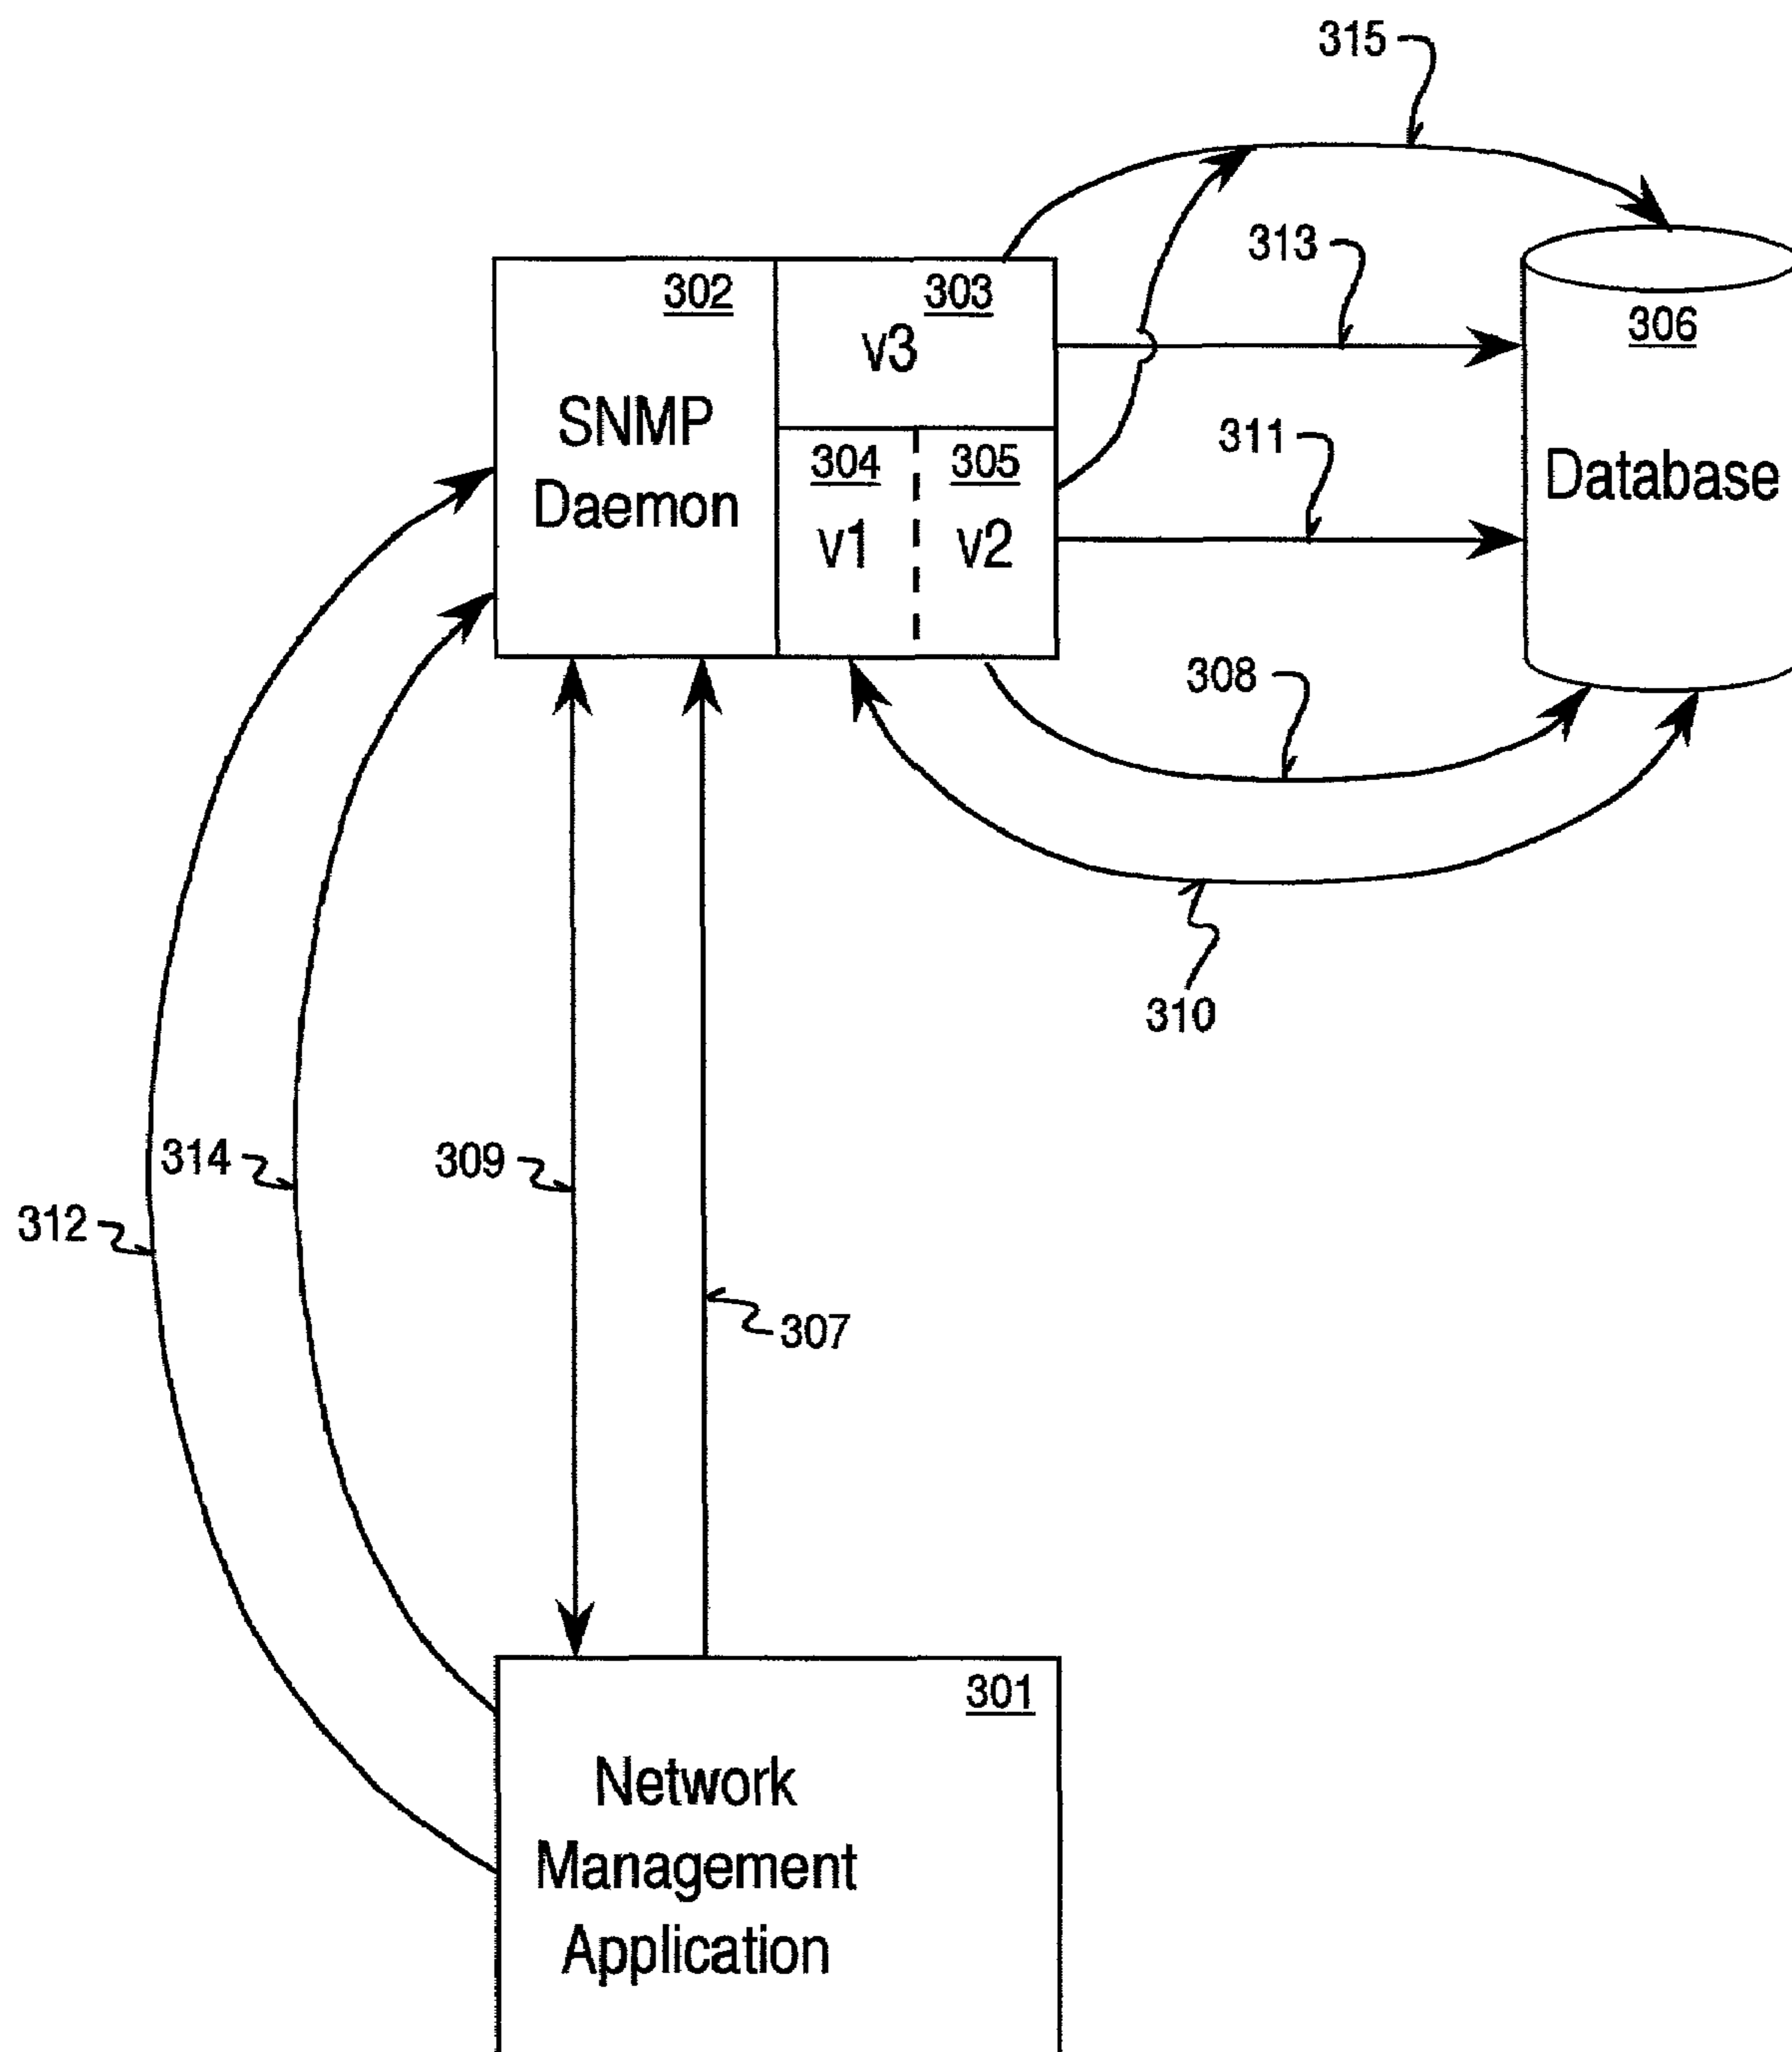 315
313
302
303
v3
306
SNMP
Daemon
304
v1
305
v2
311
Database
308
310
314
309
312
307
301
Network
Management
Application